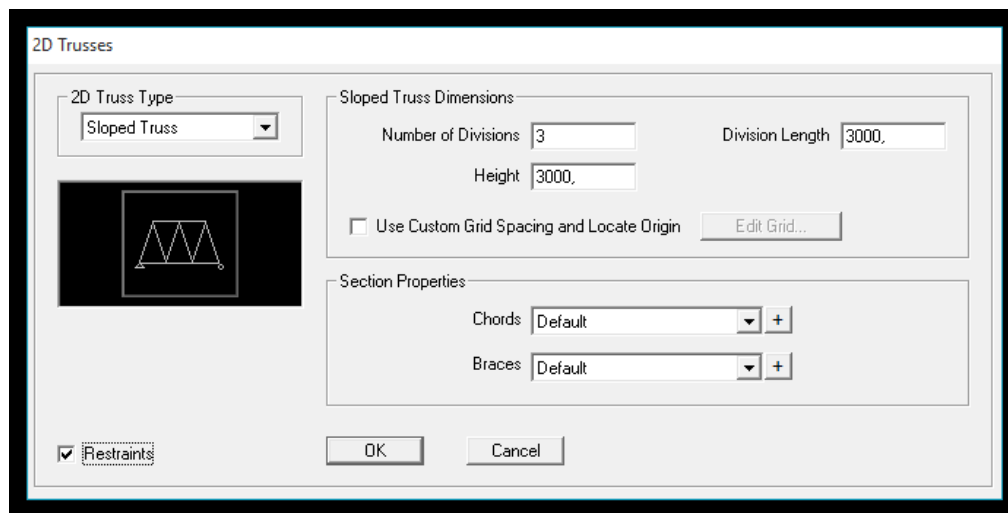 2D Trusses
2D Truss Type
Sloped Truss
Sloped Truss Dimensions
Number of Divisions 3 Division Length 3000,
Height 3000,
Use Custom Grid Spacing and Locate Origin Edit Grid...
Section Properties
Chords Default +
Braces Default +
Restraints OK Cancel